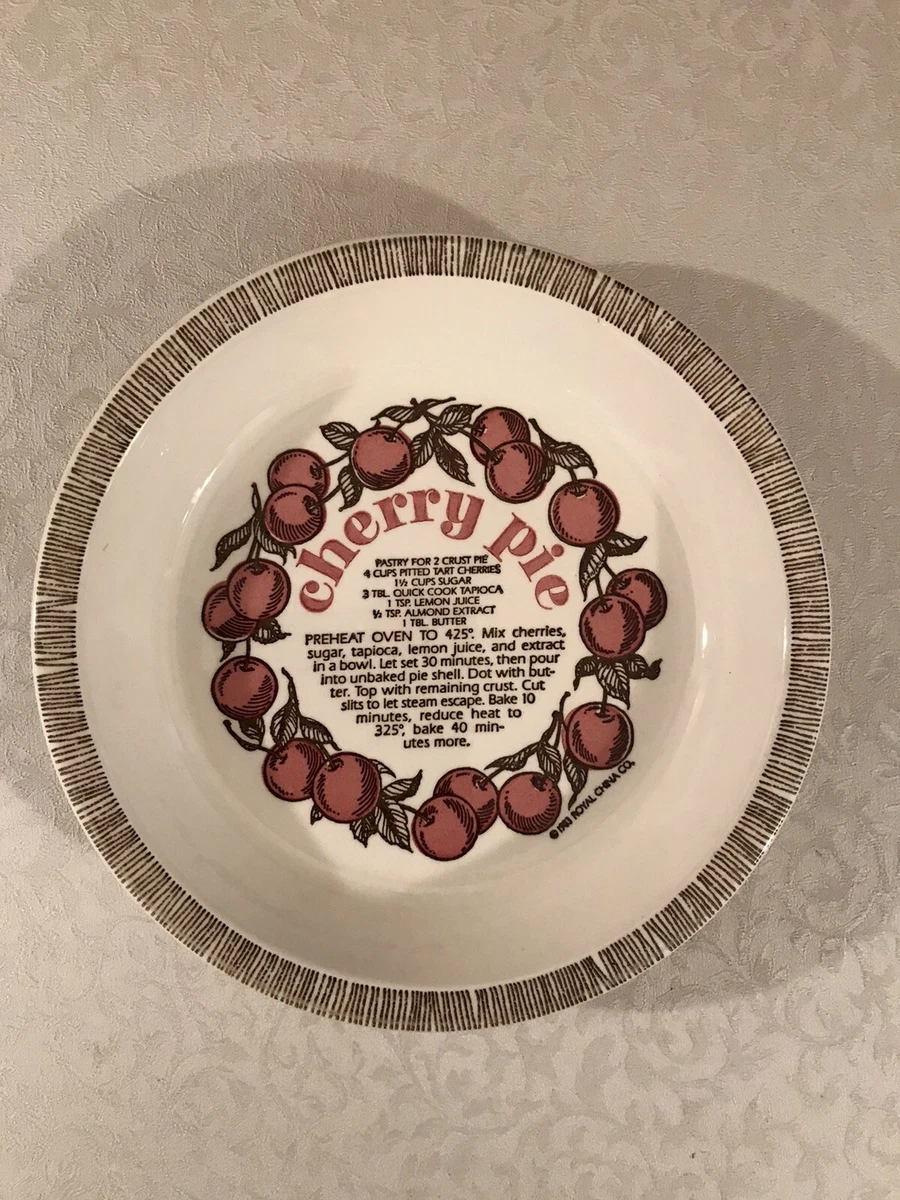 cherry pie
PASTRY FOR 2 CRUST PIE
4 CUPS PITTED TART CHERRIES
1½ CUPS SUGAR
3 TBL. QUICK COOK TAPIOCA
1 TSP. LEMON JUICE
½ TSP. ALMOND EXTRACT
1 TBL. BUTTER
PREHEAT OVEN TO 425°. Mix cherries,
sugar, tapioca, lemon juice, and extract
in a bowl. Let set 30 minutes, then pour
into unbaked pie shell. Dot with but-
ter. Top with remaining crust. Cut
slits to let steam escape. Bake 10
minutes, reduce heat to
325°, bake 40 min-
utes more.
© 1983 ROYAL CHINA CO.